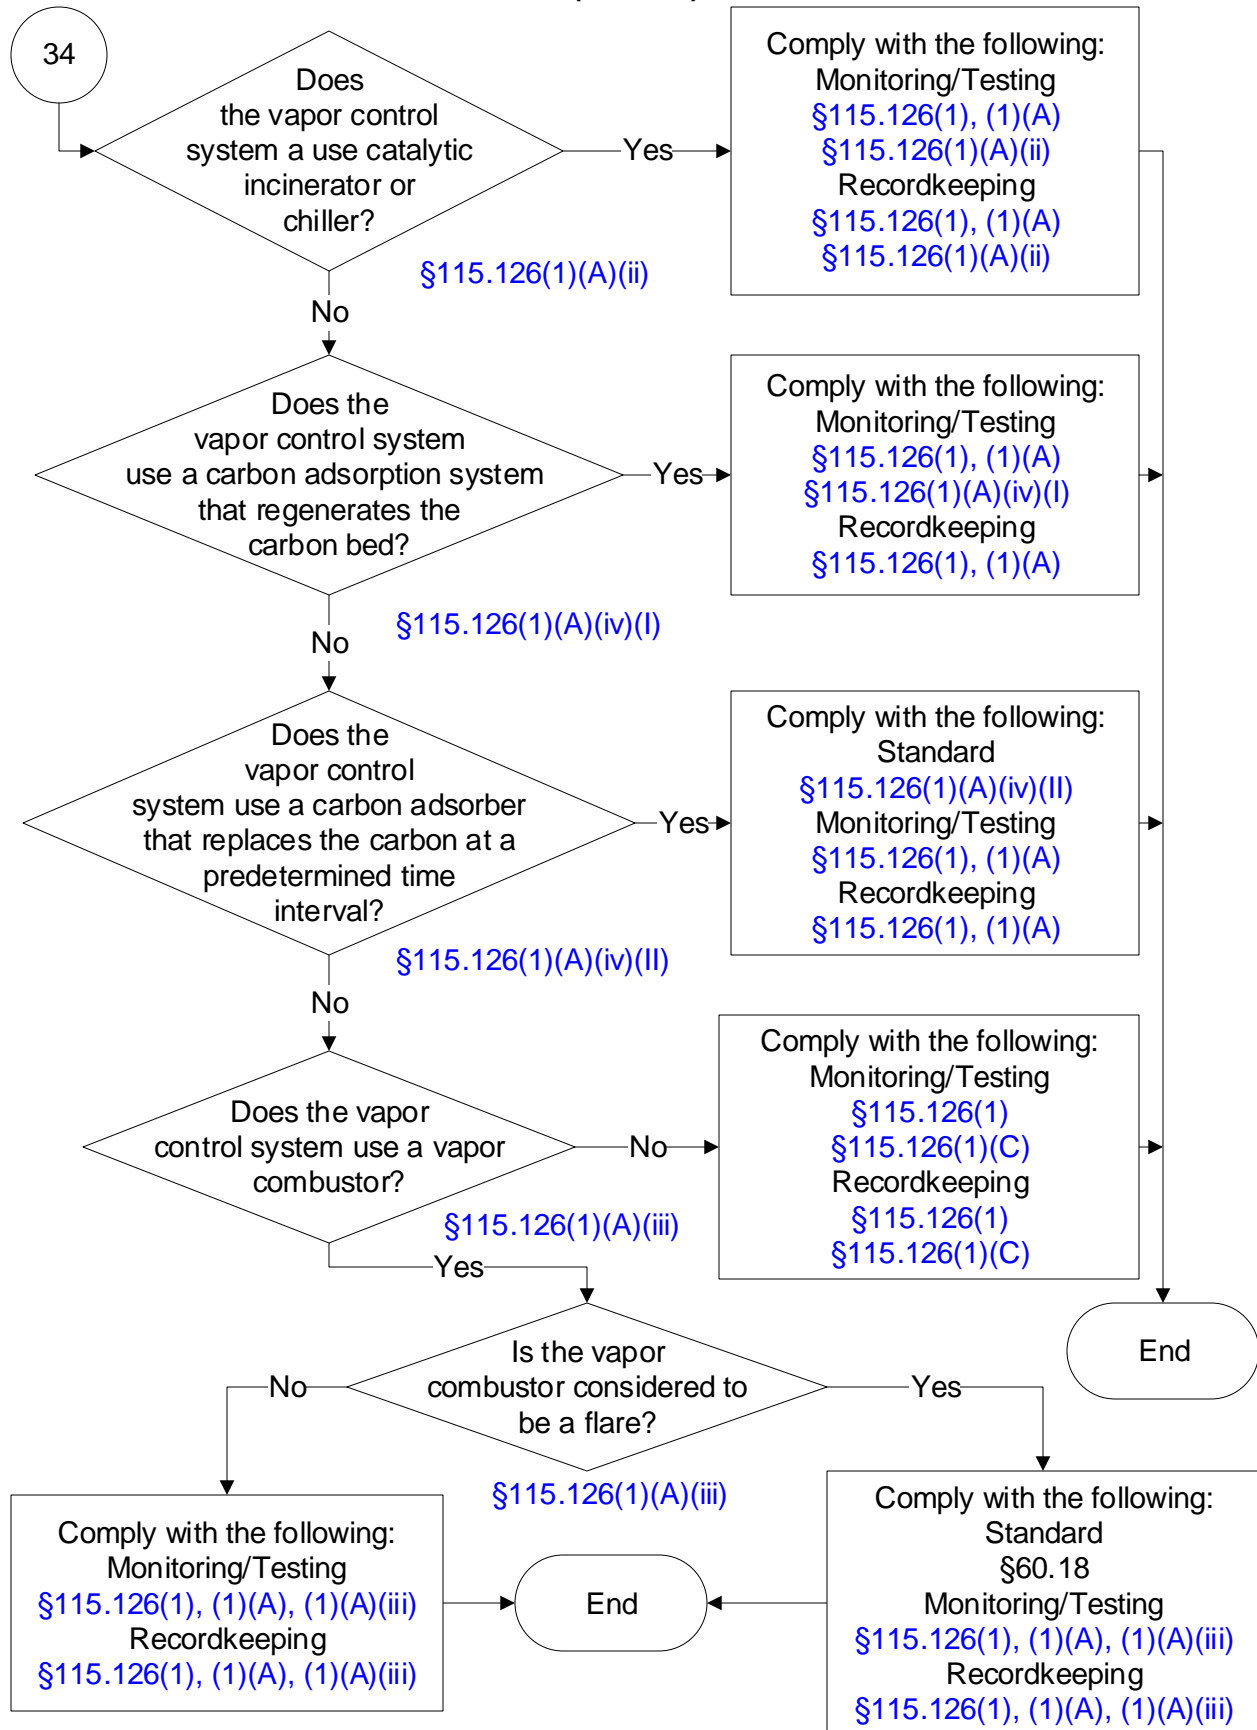 34
Does
the vapor control
system a use catalytic
incinerator or
chiller?
Yes
Comply with the following:
Monitoring/Testing
§115.126(1), (1)(A)
§115.126(1)(A)(ii)
Recordkeeping
§115.126(1), (1)(A)
§115.126(1)(A)(ii)
§115.126(1)(A)(ii)
No
Does the
vapor control system
use a carbon adsorption system
that regenerates the
carbon bed?
Yes
Comply with the following:
Monitoring/Testing
§115.126(1), (1)(A)
§115.126(1)(A)(iv)(I)
Recordkeeping
§115.126(1), (1)(A)
§115.126(1)(A)(iv)(I)
No
Does the
vapor control
system use a carbon adsorber
that replaces the carbon at a
predetermined time
interval?
Yes
Comply with the following:
Standard
§115.126(1)(A)(iv)(II)
Monitoring/Testing
§115.126(1), (1)(A)
Recordkeeping
§115.126(1), (1)(A)
§115.126(1)(A)(iv)(II)
No
Does the vapor
control system use a vapor
combustor?
No
Comply with the following:
Monitoring/Testing
§115.126(1)
§115.126(1)(C)
Recordkeeping
§115.126(1)
§115.126(1)(C)
§115.126(1)(A)(iii)
Yes
End
Is the vapor
combustor considered to
be a flare?
No
Yes
§115.126(1)(A)(iii)
Comply with the following:
Monitoring/Testing
§115.126(1), (1)(A), (1)(A)(iii)
Recordkeeping
§115.126(1), (1)(A), (1)(A)(iii)
End
Comply with the following:
Standard
§60.18
Monitoring/Testing
§115.126(1), (1)(A), (1)(A)(iii)
Recordkeeping
§115.126(1), (1)(A), (1)(A)(iii)